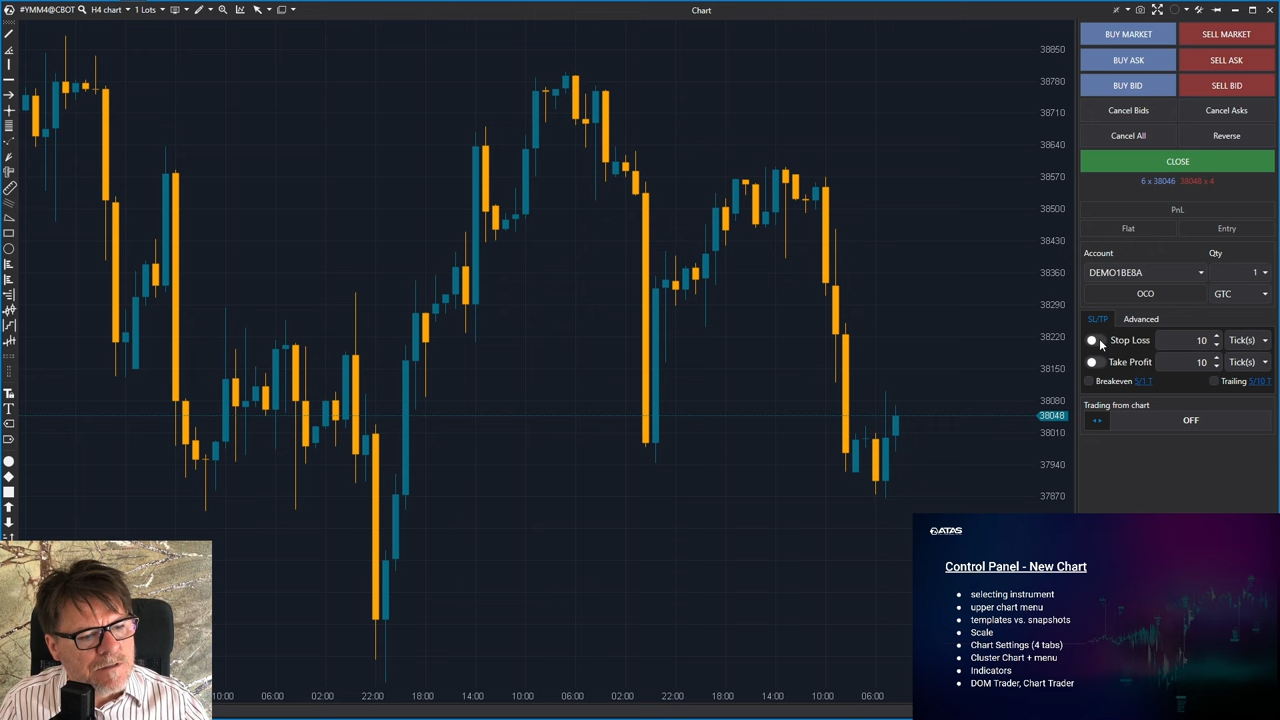 #YMM4@CBOT H4 chart 1 Lots Chart
BUY MARKET SELL MARKET
BUY ASK SELL ASK
BUY BID SELL BID
Cancel Bids Cancel Asks
Cancel All Reverse
CLOSE
6 x 38046 38048 x 4
PnL
Flat Entry
Account Qty
DEMO1BE8A 1
OCO GTC
SL/TP Advanced
Stop Loss 10 Tick(s)
Take Profit 10 Tick(s)
Breakeven 5/1 T Trailing 5/10 T
Trading from chart
OFF
38850
38780
38710
38640
38570
38500
38430
38360
38290
38220
38150
38080
38048
38010
37940
37870
10:00 06:00 02:00 22:00 18:00 14:00 10:00 06:00 02:00 22:00 18:00 14:00 10:00 06:00
ATAS
Control Panel - New Chart
● selecting instrument
● upper chart menu
● templates vs. snapshots
● Scale
● Chart Settings (4 tabs)
● Cluster Chart + menu
● Indicators
● DOM Trader, Chart Trader